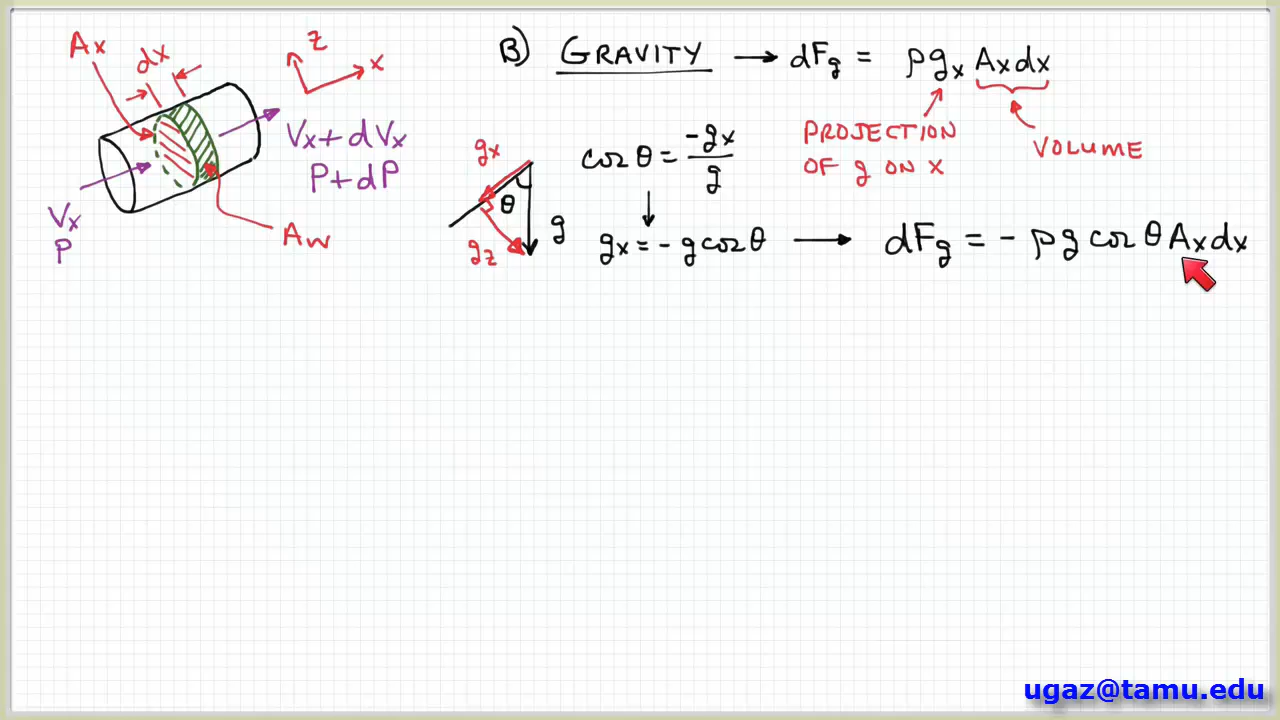 B) GRAVITY → dFg = ρgx Axdx
PROJECTION OF g ON x
VOLUME
Ax
dx
z
x
Vx + dVx
P + dP
Vx
P
Aw
gx
θ
g
gz
cos θ = -gx/g
gx = - g cos θ → dFg = - ρg cos θ Axdx
ugaz@tamu.edu